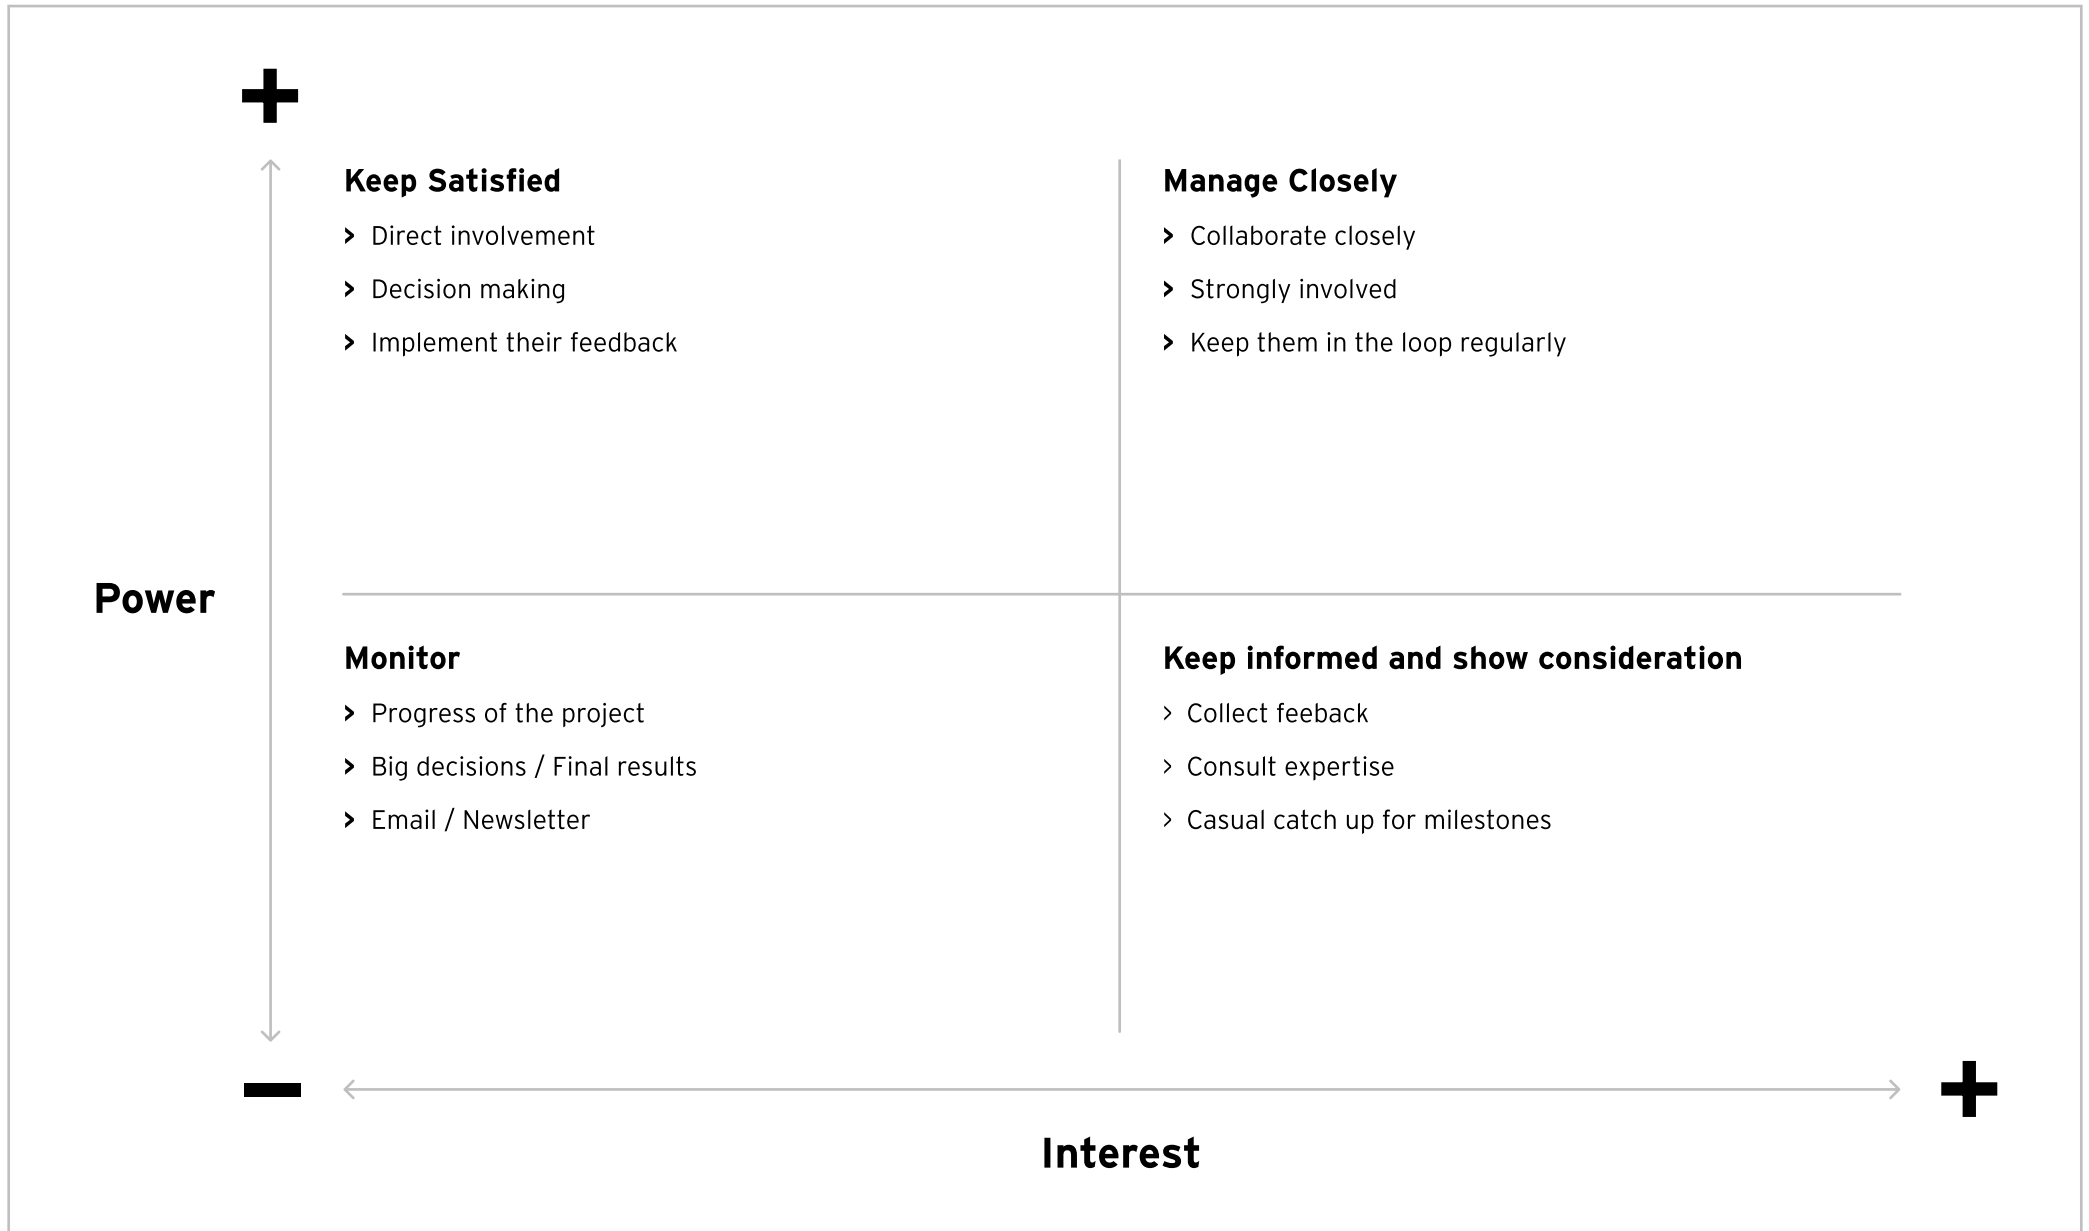 Keep Satisfied
> Direct involvement
> Decision making
> Implement their feedback
Manage Closely
> Collaborate closely
> Strongly involved
> Keep them in the loop regularly
Power
Monitor
> Progress of the project
> Big decisions / Final results
> Email / Newsletter
Keep informed and show consideration
> Collect feeback
> Consult expertise
> Casual catch up for milestones
Interest